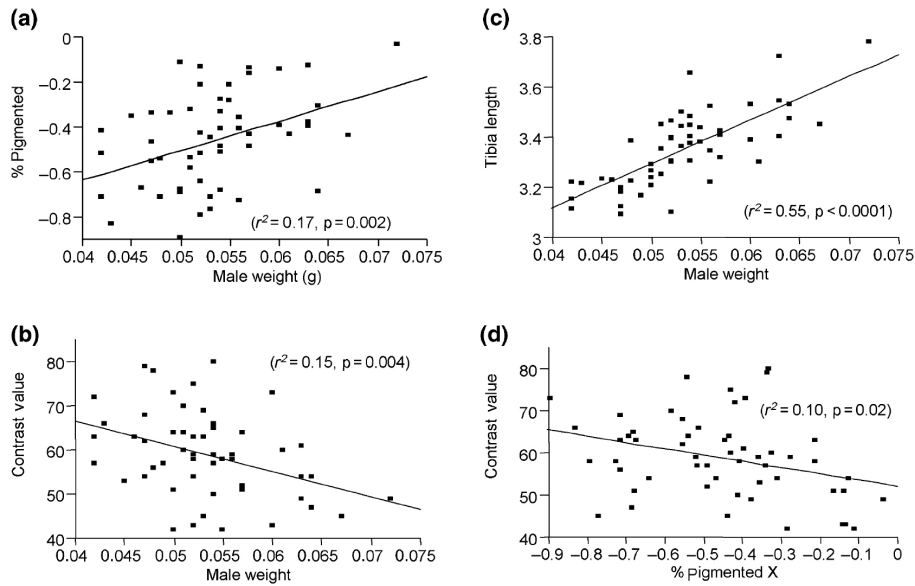 (a)
% Pigmented
0
−0.2
−0.4
−0.6
−0.8
(r² = 0.17, p = 0.002)
0.04 0.045 0.05 0.055 0.06 0.065 0.07 0.075
Male weight (g)
(c)
Tibia length
3.8
3.6
3.4
3.2
3
(r² = 0.55, p < 0.0001)
0.04 0.045 0.05 0.055 0.06 0.065 0.07 0.075
Male weight
(b)
Contrast value
80
70
60
50
40
(r² = 0.15, p = 0.004)
0.04 0.045 0.05 0.055 0.06 0.065 0.07 0.075
Male weight
(d)
Contrast value
80
70
60
50
40
(r² = 0.10, p = 0.02)
−0.9 −0.8 −0.7 −0.6 −0.5 −0.4 −0.3 −0.2 −0.1 0
% Pigmented X